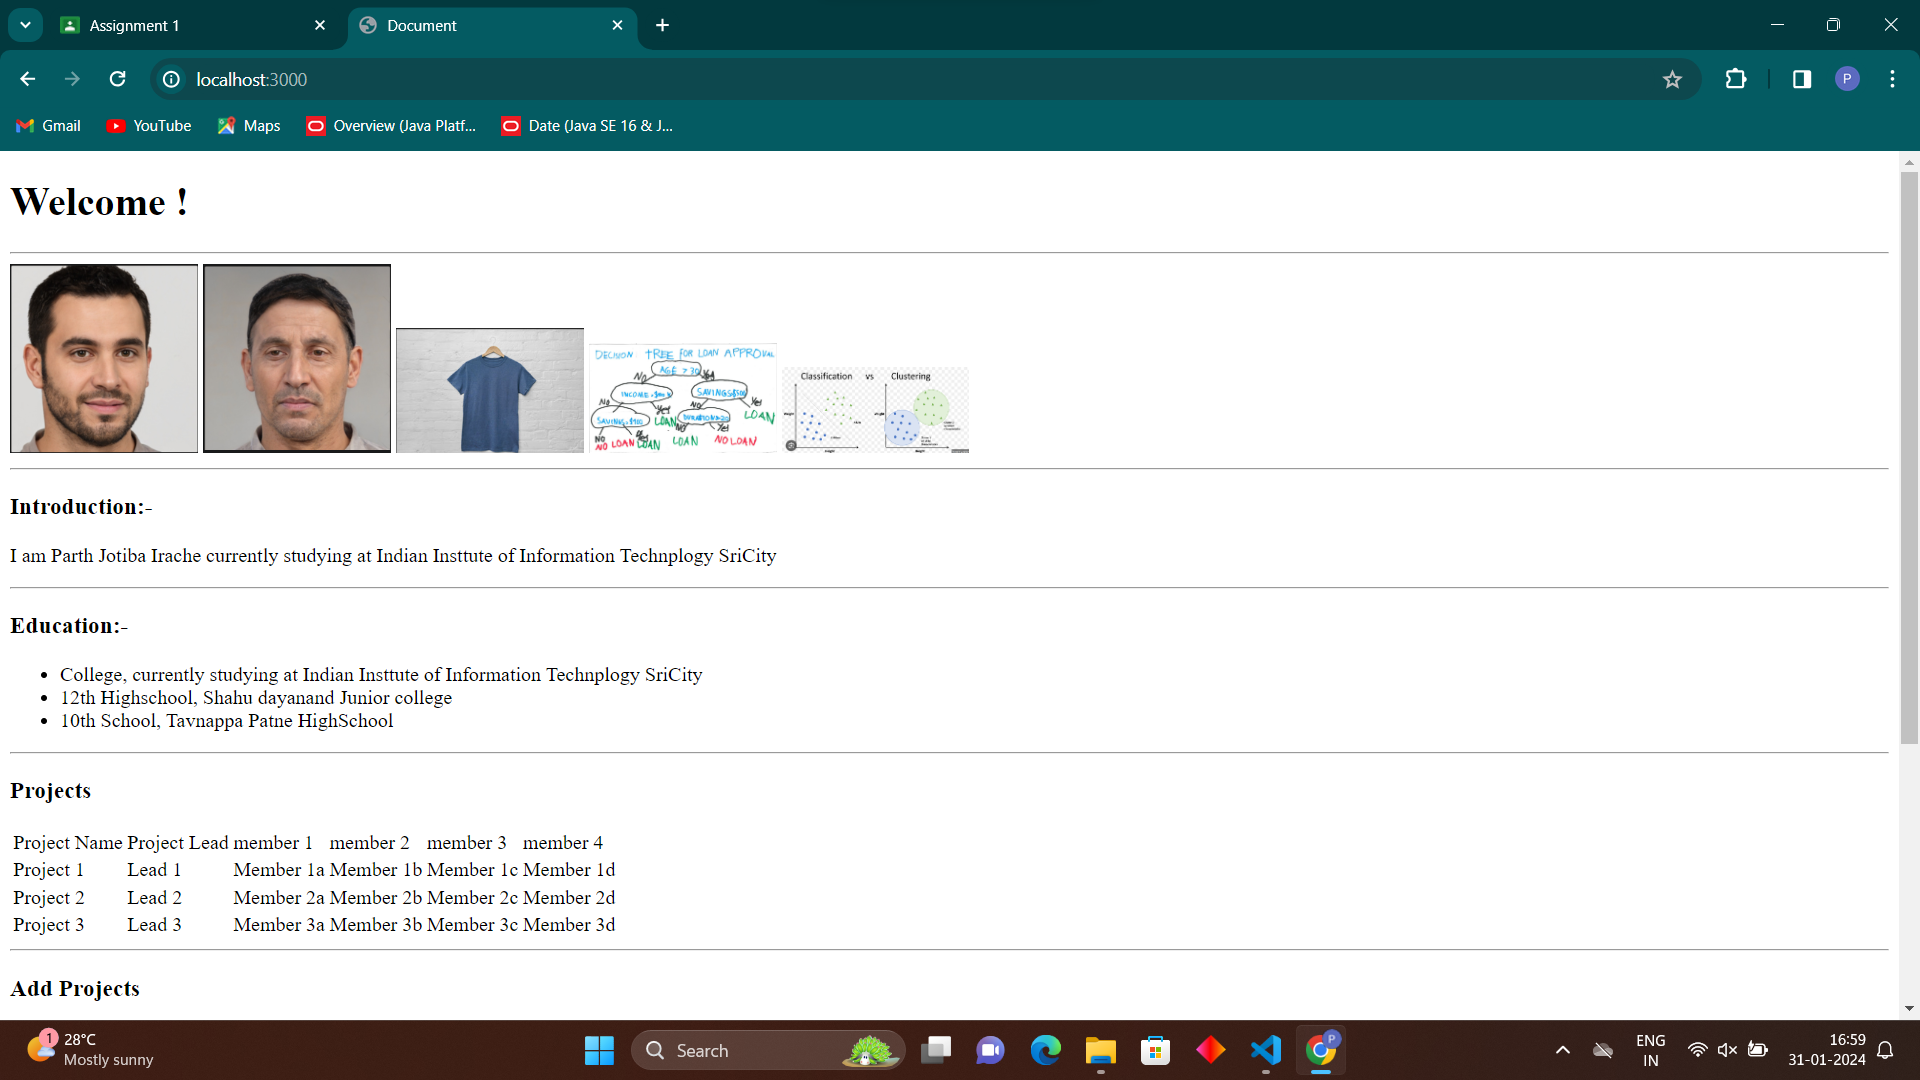 Assignment 1
Document
localhost:3000
P
Gmail
YouTube
Maps
Overview (Java Platf...
Date (Java SE 16 & J...
Welcome !
DECISION TREE FOR LOAN APPROVAL
AGE > 30
No
Yes
No
Yes
No
Yes
LOAN
LOAN
No
Yes
No
Yes
NO LOAN
LOAN
LOAN
NO LOAN
Classification vs Clustering
Introduction:-
I am Parth Jotiba Irache currently studying at Indian Insttute of Information Technplogy SriCity
Education:-
College, currently studying at Indian Insttute of Information Technplogy SriCity
12th Highschool, Shahu dayanand Junior college
10th School, Tavnappa Patne HighSchool
Projects
Project Name Project Lead member 1 member 2 member 3 member 4
Project 1 Lead 1 Member 1a Member 1b Member 1c Member 1d
Project 2 Lead 2 Member 2a Member 2b Member 2c Member 2d
Project 3 Lead 3 Member 3a Member 3b Member 3c Member 3d
Add Projects
1
28°C
Mostly sunny
Search
P
ENG
IN
16:59
31-01-2024